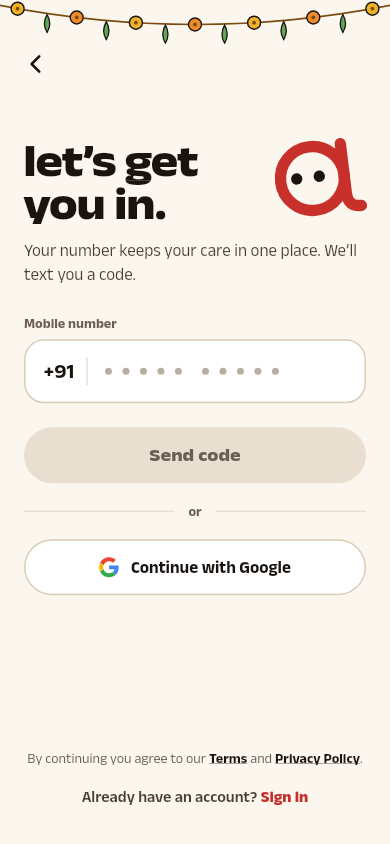 let's get
you in.
Your number keeps your care in one place. We'll
text you a code.
Mobile number
+91
Send code
or
Continue with Google
By continuing you agree to our Terms and Privacy Policy.
Already have an account? Sign in